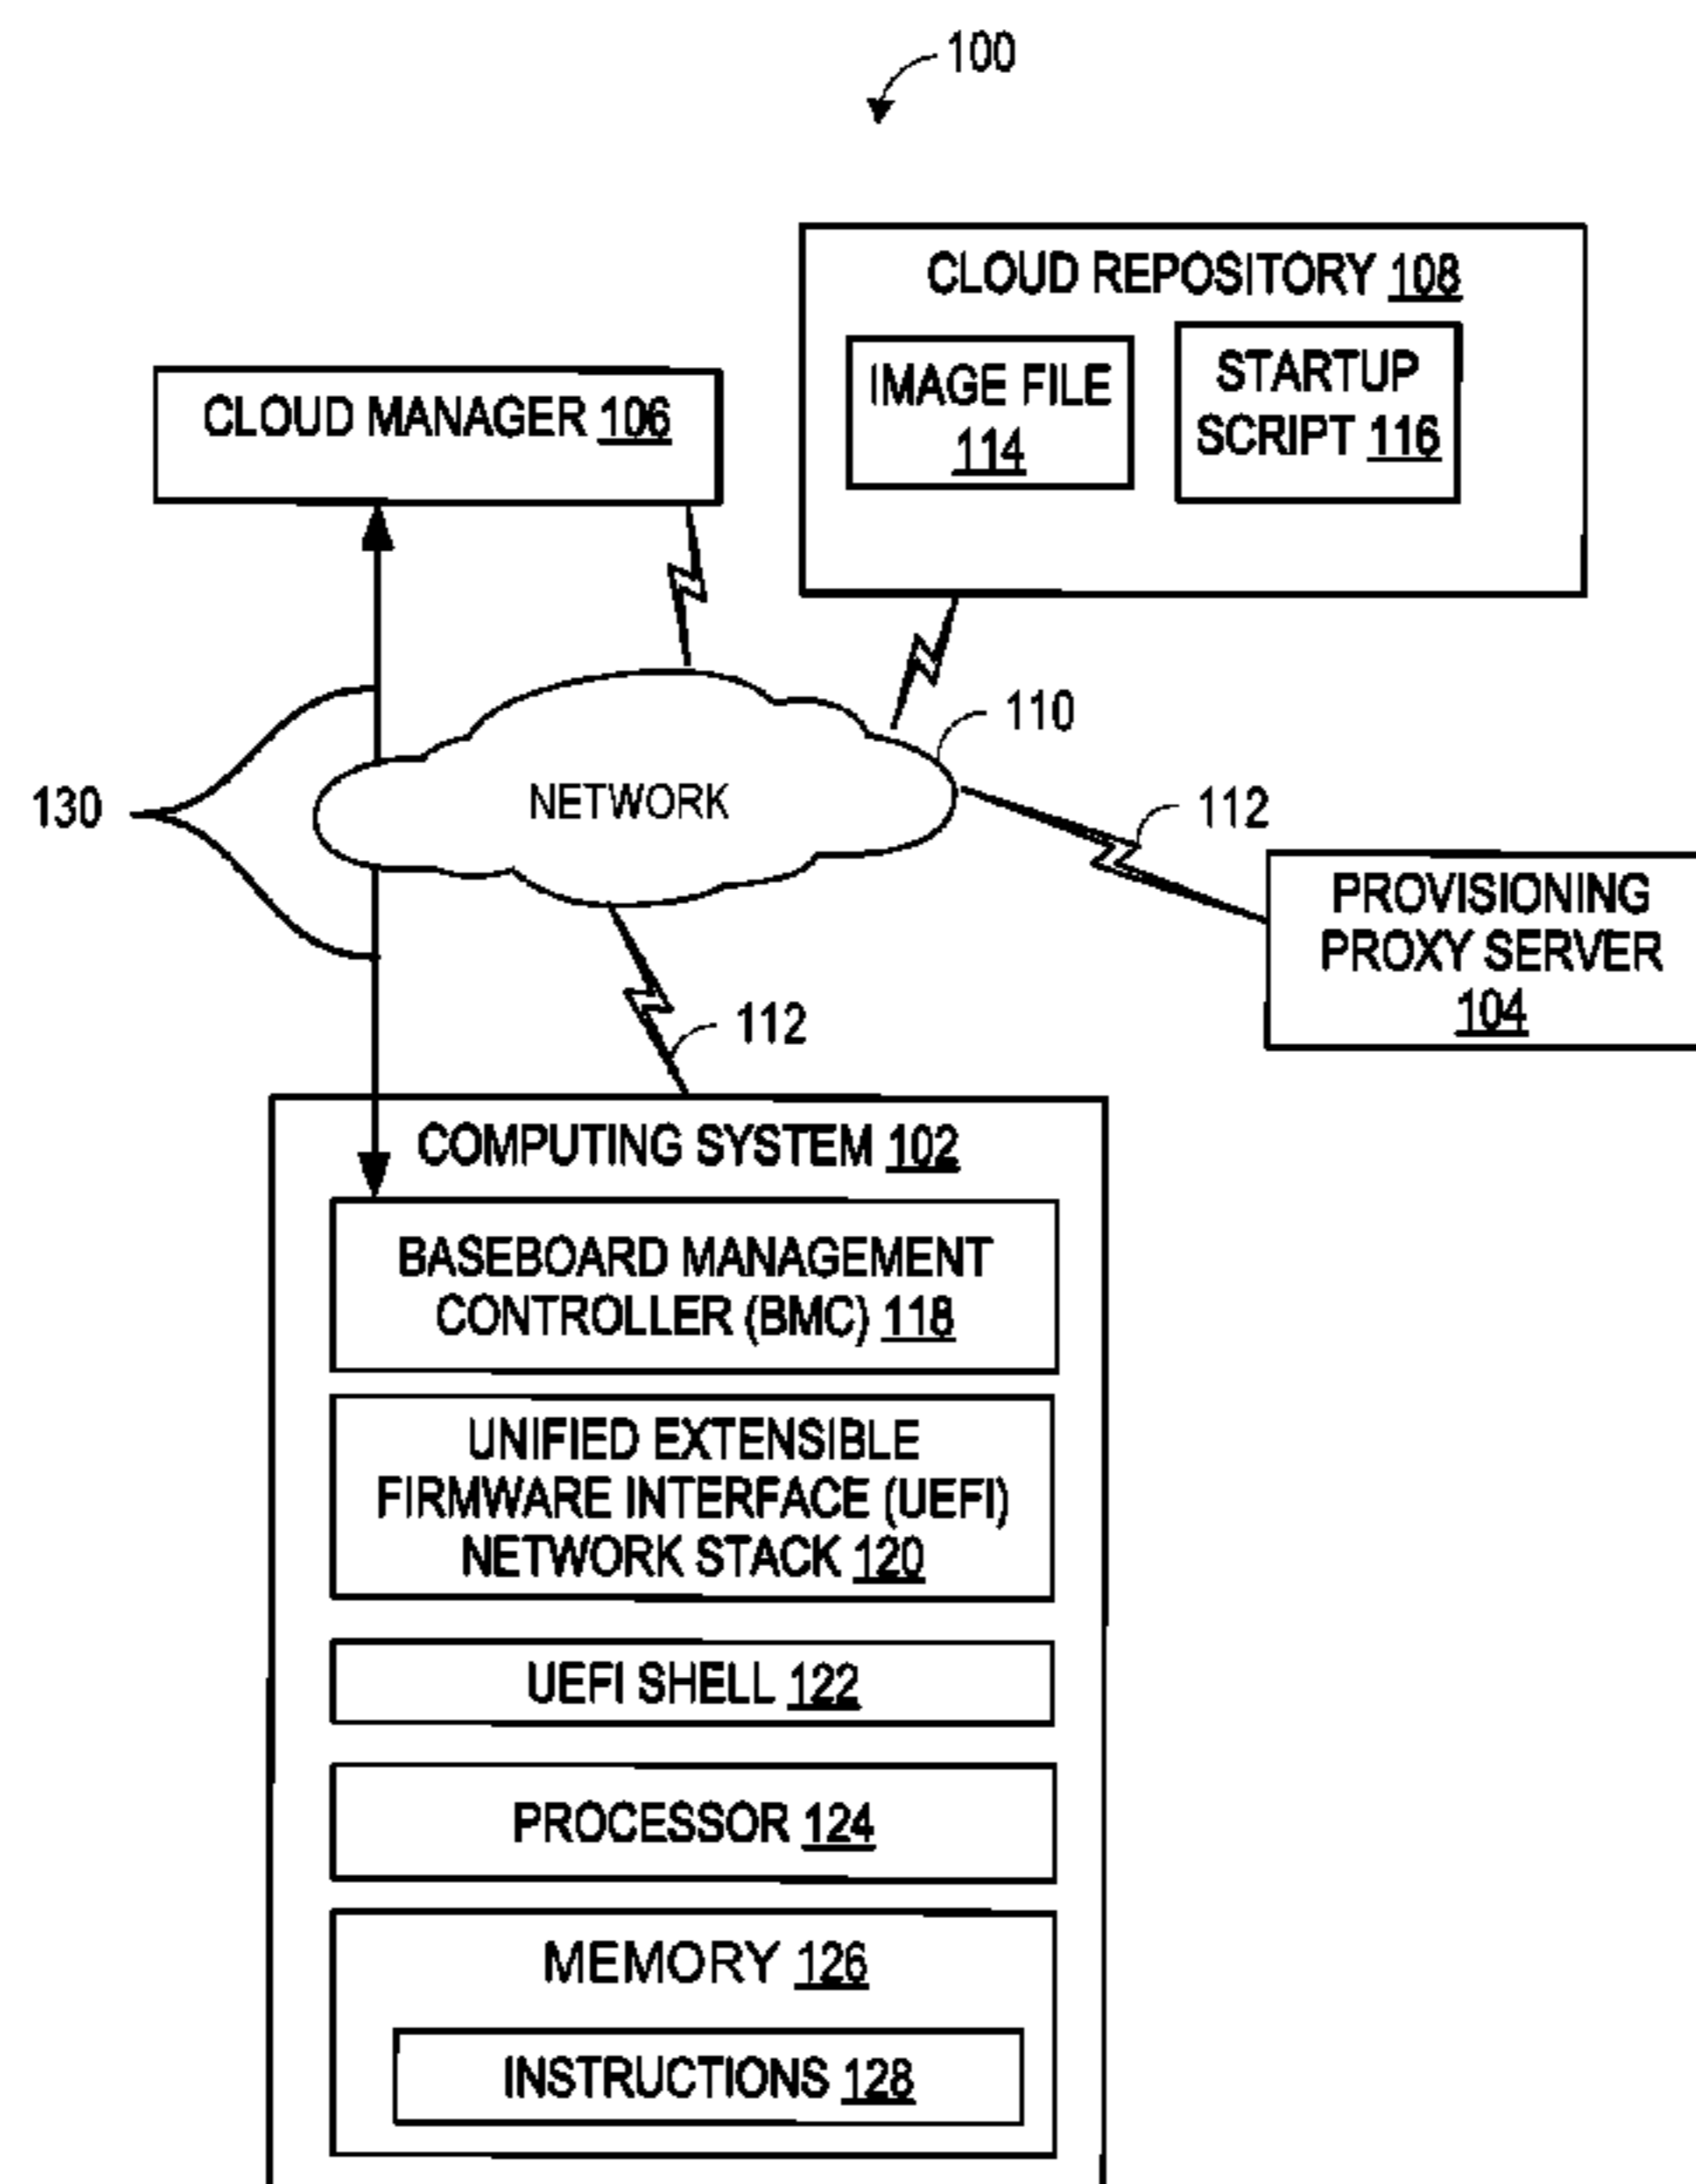 100
CLOUD REPOSITORY 108
IMAGE FILE
114
STARTUP
SCRIPT 116
CLOUD MANAGER 106
110
NETWORK
130
112
PROVISIONING
PROXY SERVER
104
112
COMPUTING SYSTEM 102
BASEBOARD MANAGEMENT
CONTROLLER (BMC) 118
UNIFIED EXTENSIBLE
FIRMWARE INTERFACE (UEFI)
NETWORK STACK 120
UEFI SHELL 122
PROCESSOR 124
MEMORY 126
INSTRUCTIONS 128